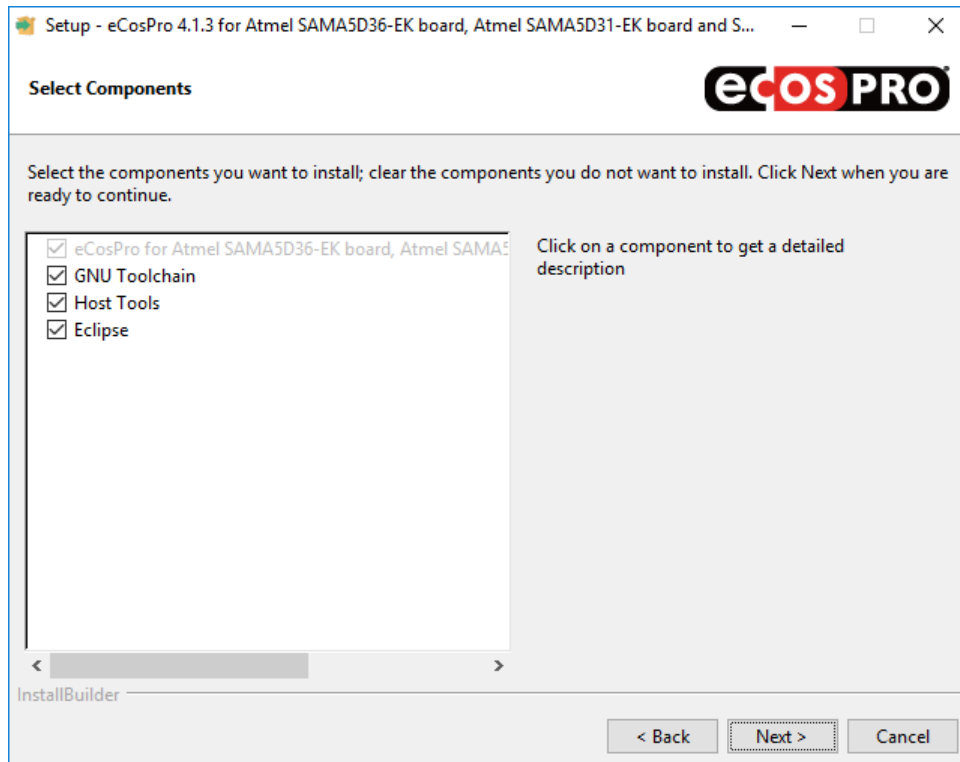 Setup - eCosPro 4.1.3 for Atmel SAMA5D36-EK board, Atmel SAMA5D31-EK board and S...
Select Components
eCOS PRO
Select the components you want to install; clear the components you do not want to install. Click Next when you are
ready to continue.
eCosPro for Atmel SAMA5D36-EK board, Atmel SAMA5
GNU Toolchain
Host Tools
Eclipse
Click on a component to get a detailed
description
InstallBuilder
< Back
Next >
Cancel